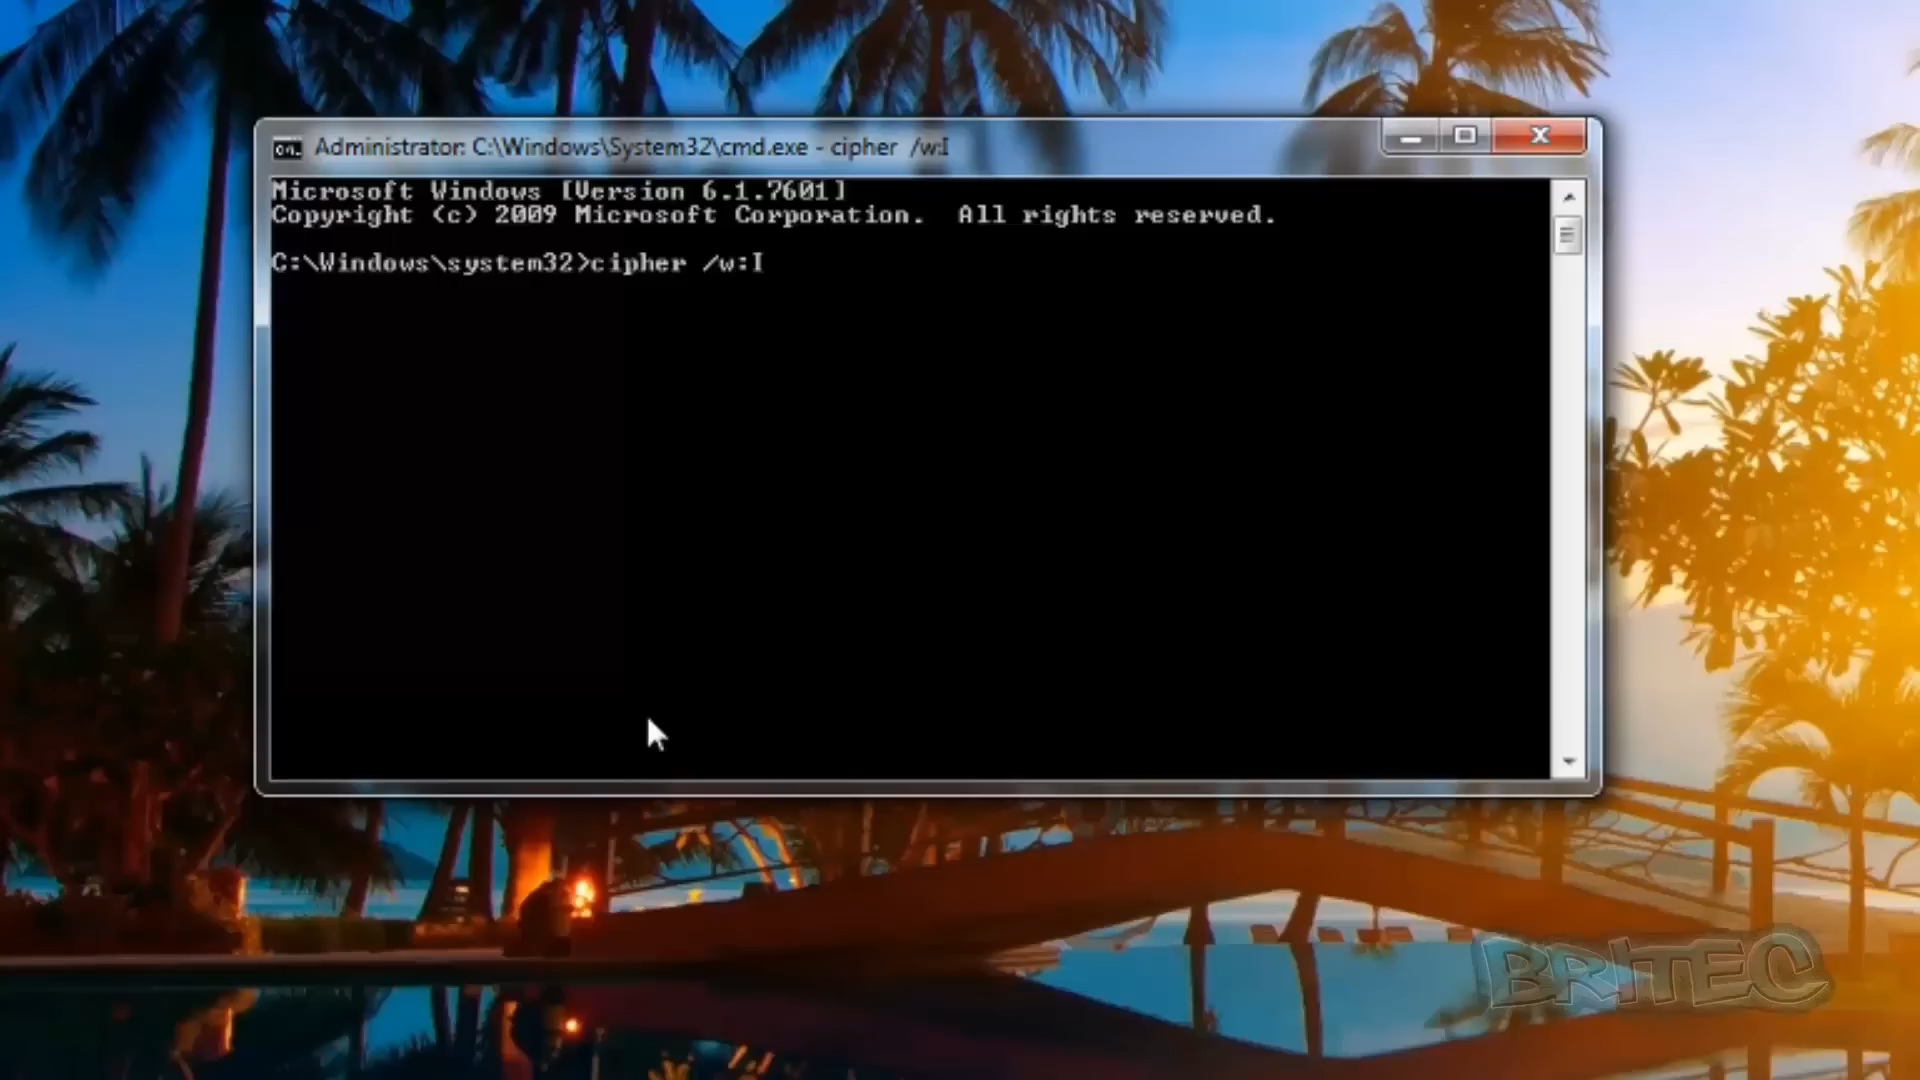 Administrator: C:\Windows\System32\cmd.exe - cipher  /w:I
Microsoft Windows [Version 6.1.7601]
Copyright (c) 2009 Microsoft Corporation.  All rights reserved.
C:\Windows\system32>cipher /w:I
BRITEC